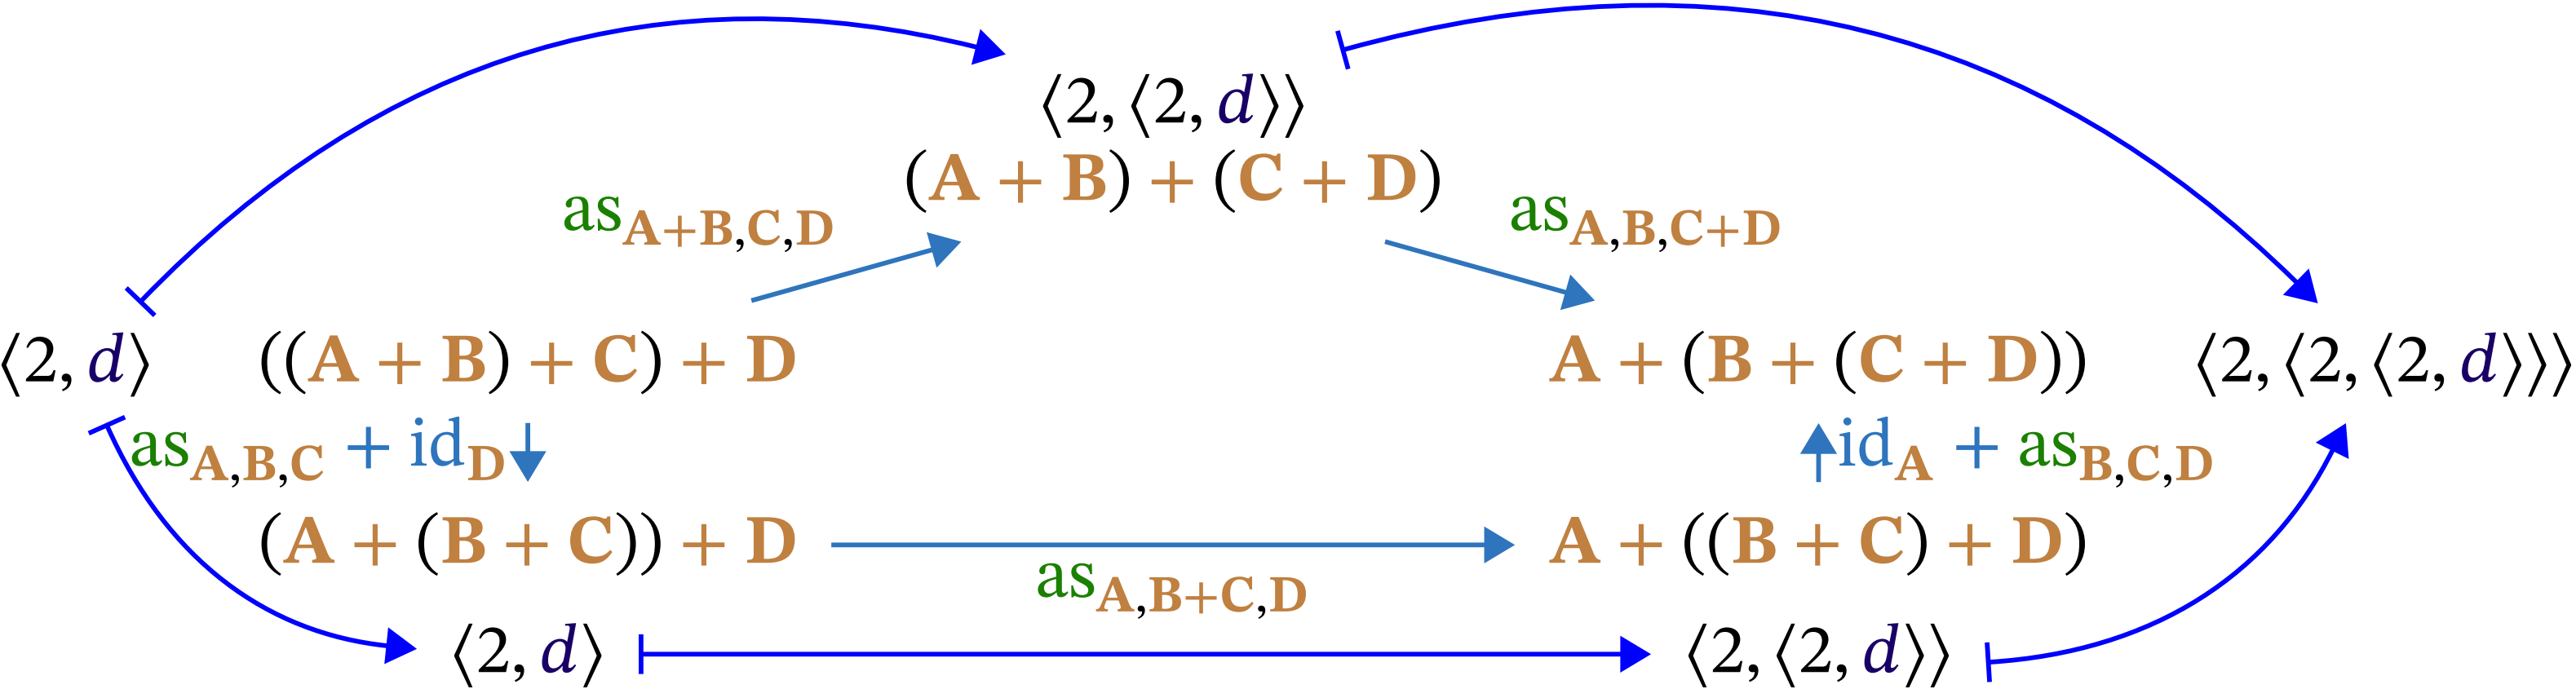 ⟨2, ⟨2, d⟩⟩
(A + B) + (C + D)
as_{A+B,C,D}
as_{A,B,C+D}
⟨2, d⟩ ((A + B) + C) + D
A + (B + (C + D)) ⟨2, ⟨2, ⟨2, d⟩⟩⟩
as_{A,B,C} + id_D
id_A + as_{B,C,D}
(A + (B + C)) + D
A + ((B + C) + D)
as_{A,B+C,D}
⟨2, d⟩
⟨2, ⟨2, d⟩⟩